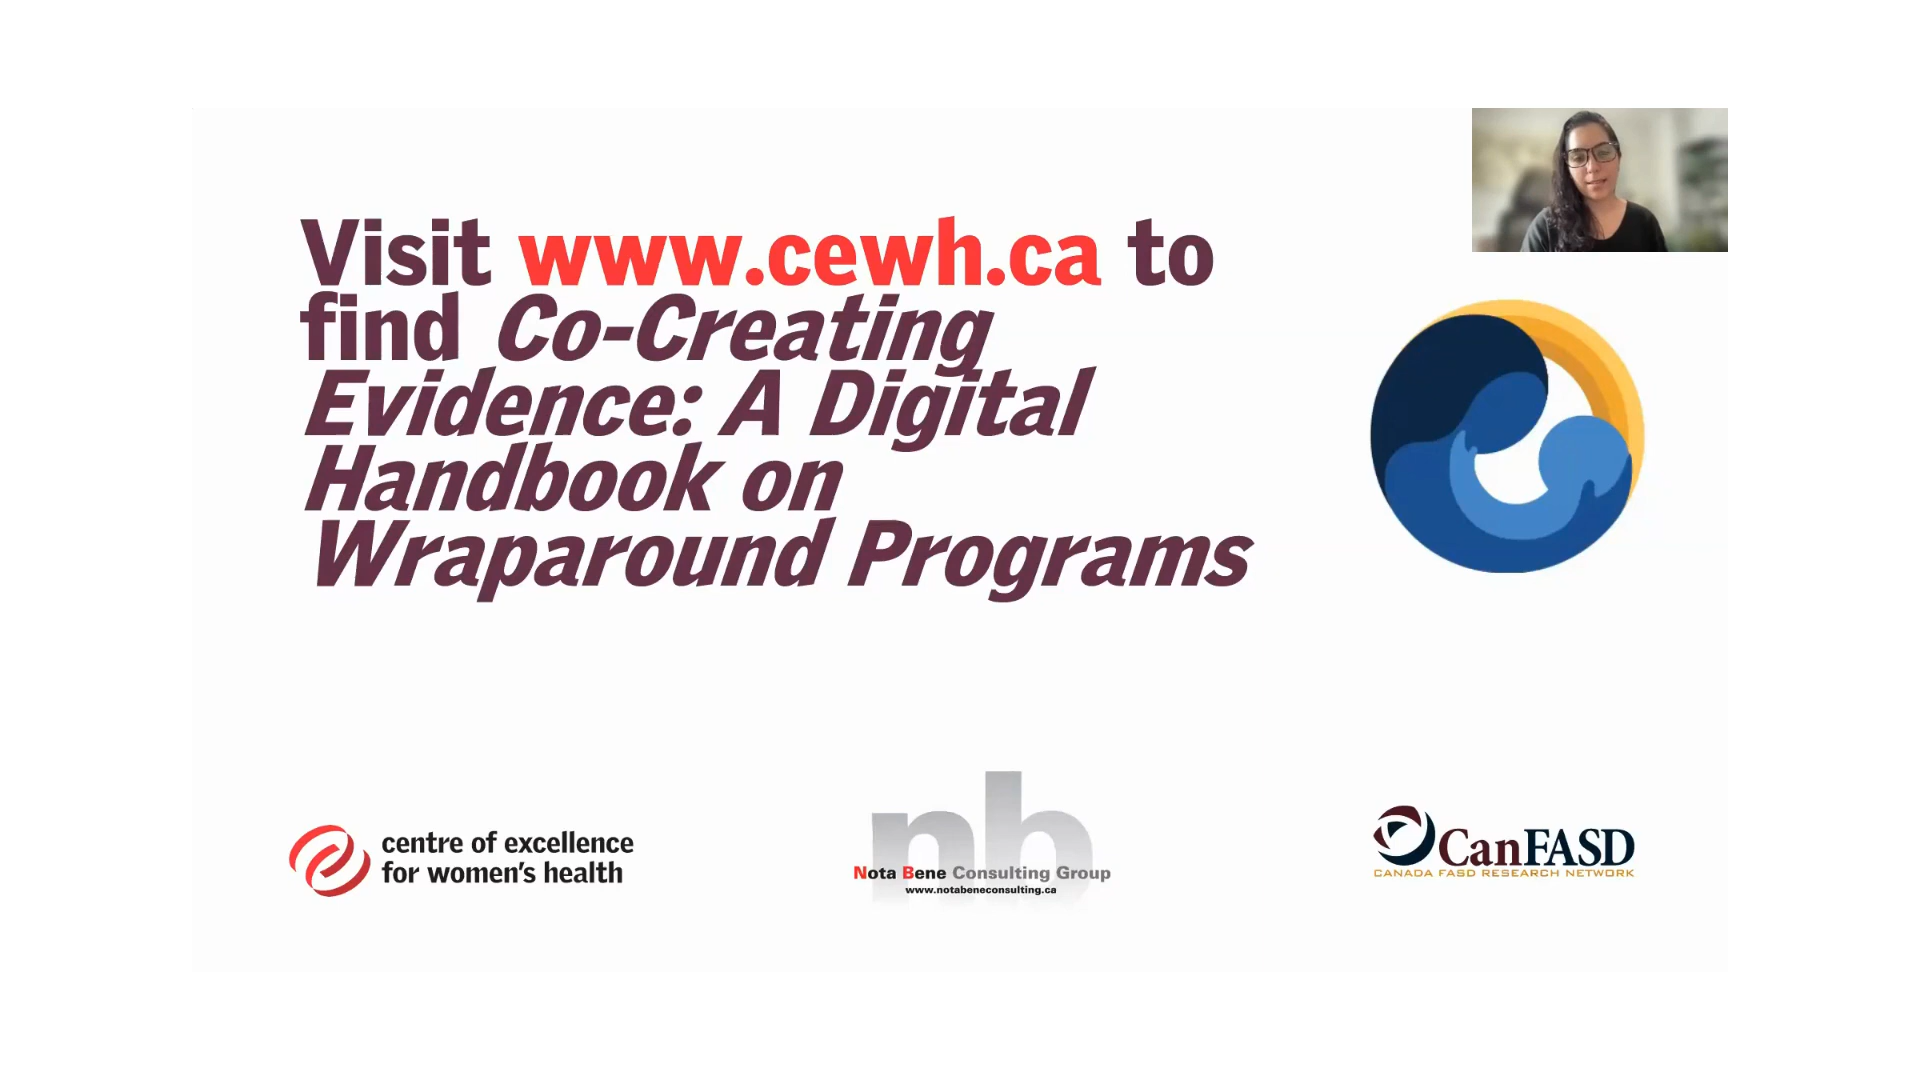 Visit www.cewh.ca to
find Co-Creating
Evidence: A Digital
Handbook on
Wraparound Programs
centre of excellence
for women's health
nb
Nota Bene Consulting Group
www.notabeneconsulting.ca
CanFASD
CANADA FASD RESEARCH NETWORK